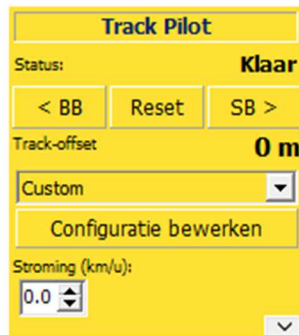 Track Pilot
Status: Klaar
< BB Reset SB >
Track-offset 0 m
Custom
Configuratie bewerken
Stroming (km/u):
0.0